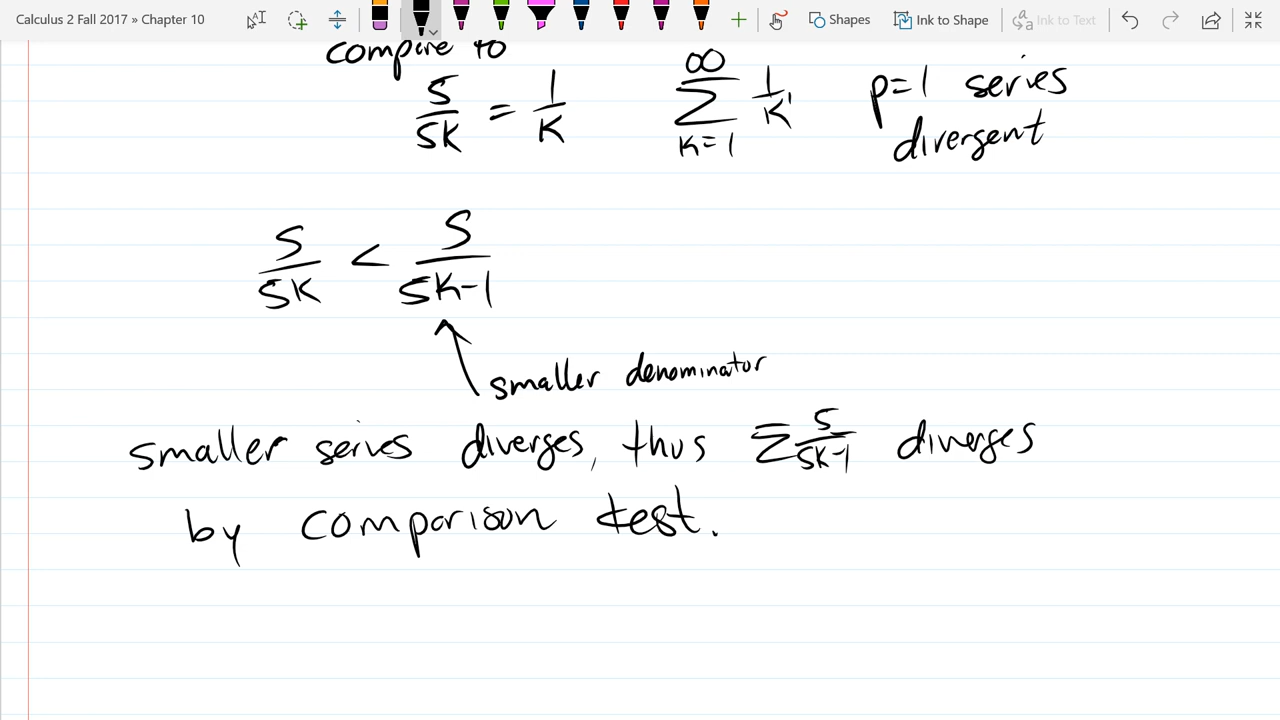 Calculus 2 Fall 2017 » Chapter 10
Shapes
Ink to Shape
Ink to Text
compare to
5/5K = 1/K
∞∑K=1 1/K¹
p=1 series
divergent
5/5K < 5/5K-1
smaller denominator
smaller series diverges, thus ∑ 5/5K-1 diverges
by comparison test.